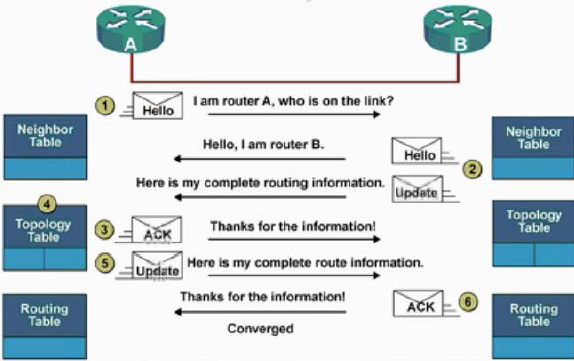 A
B
1
Hello
I am router A, who is on the link?
Neighbor
Table
Hello, I am router B.
Hello
2
Neighbor
Table
Here is my complete routing information.
Update
4
Topology
Table
3
ACK
Thanks for the information!
Topology
Table
5
Update
Here is my complete route information.
Routing
Table
Thanks for the information!
ACK
6
Converged
Routing
Table